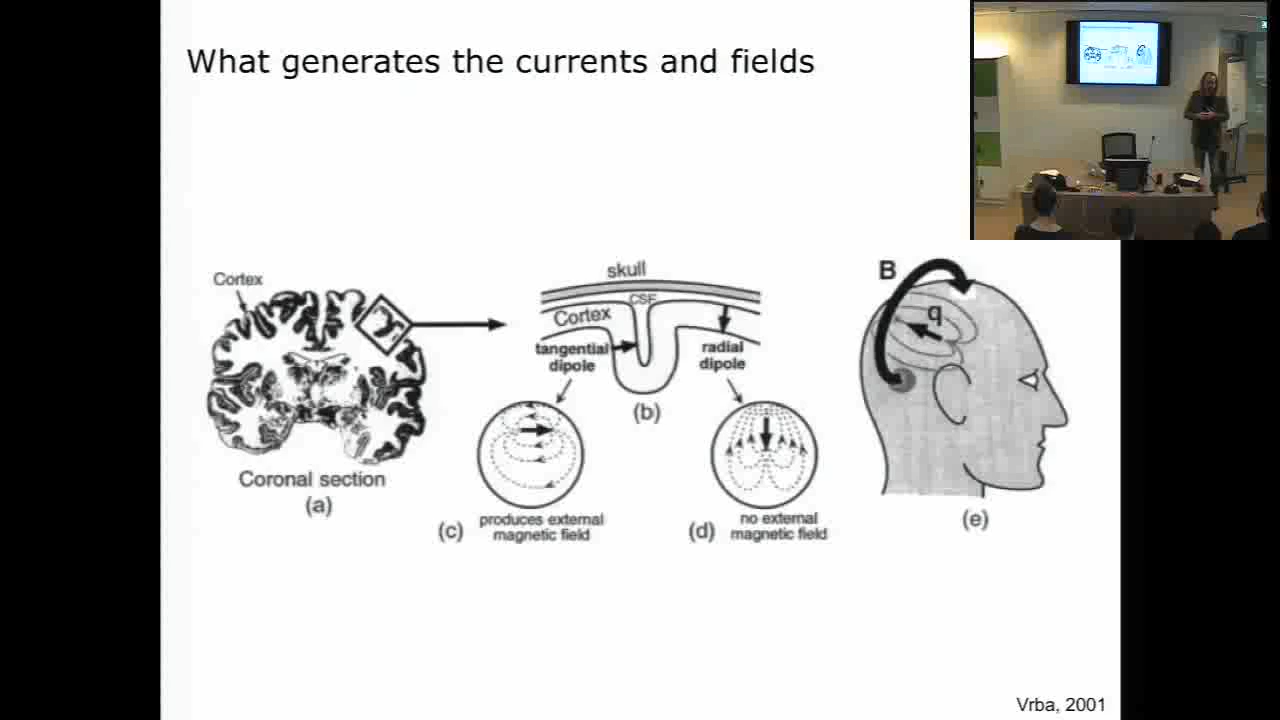 What generates the currents and fields
Cortex
Coronal section
(a)
skull
CSF
Cortex
tangential
dipole
radial
dipole
(b)
(c)
produces external
magnetic field
(d)
no external
magnetic field
B
q
(e)
Vrba, 2001